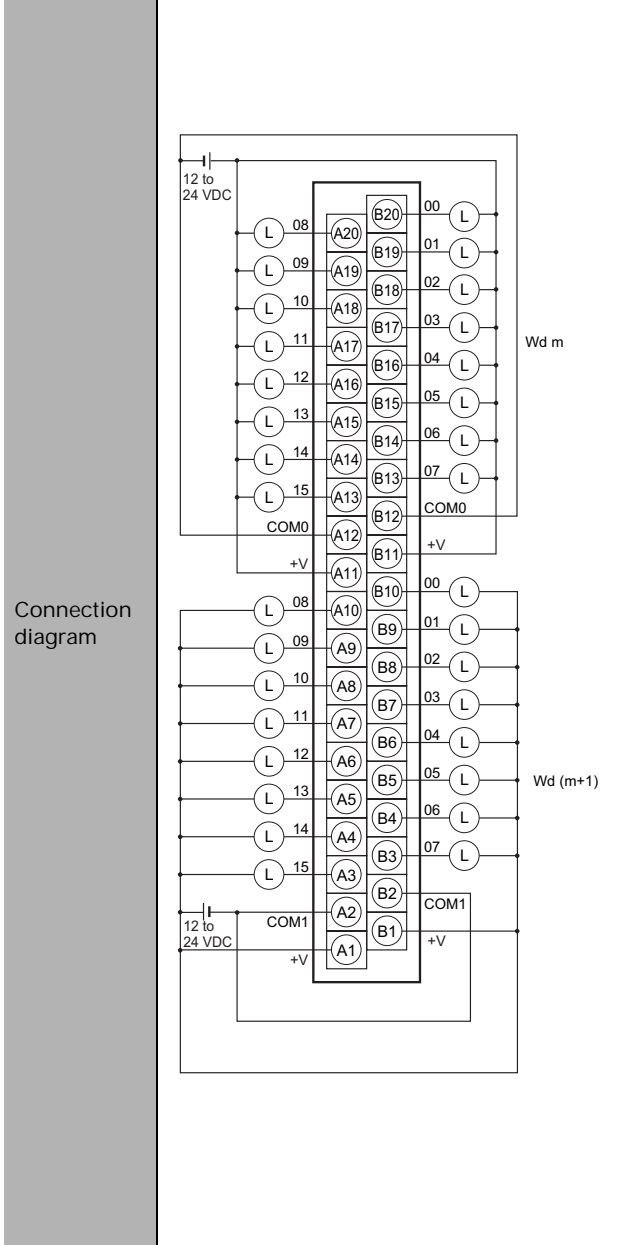 Connection
diagram
12 to
24 VDC
L 08 A20 B20 00 L
L 09 A19 B19 01 L
L 10 A18 B18 02 L
L 11 A17 B17 03 L
Wd m
L 12 A16 B16 04 L
L 13 A15 B15 05 L
L 14 A14 B14 06 L
L 15 A13 B13 07 L
COM0 A12 B12 COM0
+V A11 B11 +V
L 08 A10 B10 00 L
L 09 A9 B9 01 L
L 10 A8 B8 02 L
L 11 A7 B7 03 L
L 12 A6 B6 04 L
L 13 A5 B5 05 L
Wd (m+1)
L 14 A4 B4 06 L
L 15 A3 B3 07 L
12 to
24 VDC
COM1 A2 B2 COM1
+V A1 B1 +V